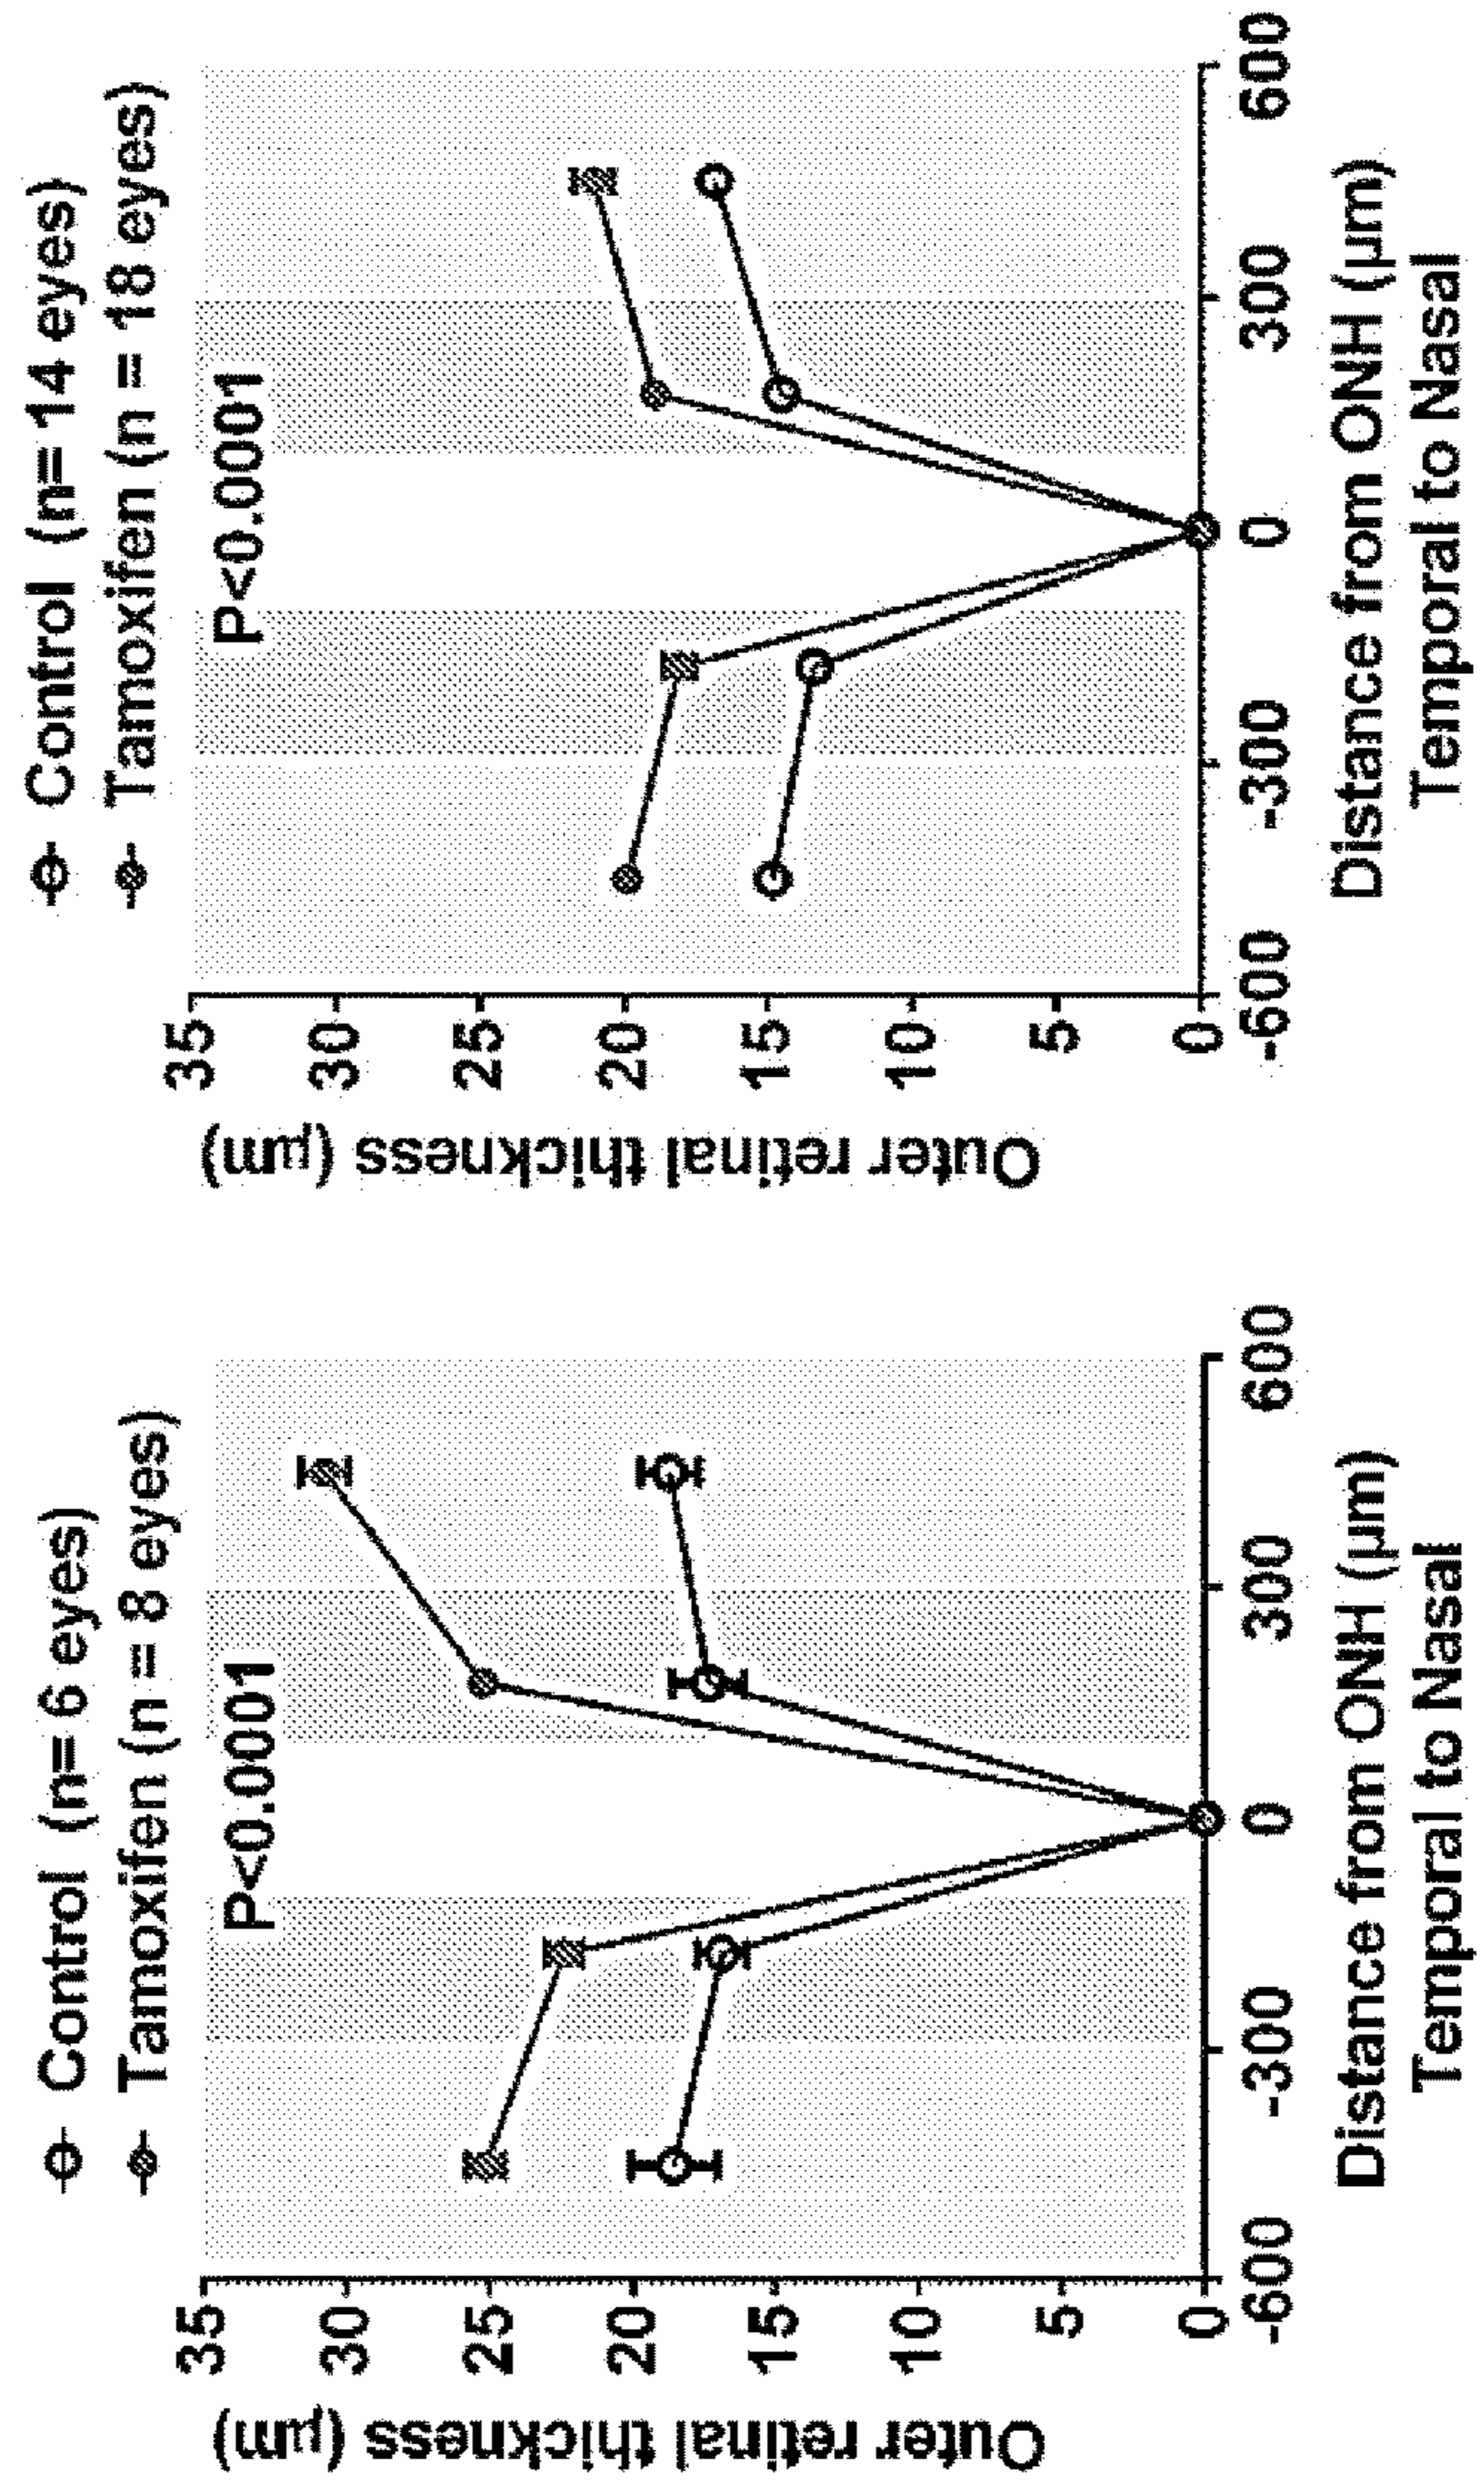 Control (n= 6 eyes)
Tamoxifen (n = 8 eyes)
P<0.0001
Outer retinal thickness (μm)
35
30
25
20
15
10
5
0
-600
-300
0
300
600
Distance from ONH (μm)
Temporal to Nasal
Control (n= 14 eyes)
Tamoxifen (n = 18 eyes)
P<0.0001
Outer retinal thickness (μm)
35
30
25
20
15
10
5
0
-600
-300
0
300
600
Distance from ONH (μm)
Temporal to Nasal